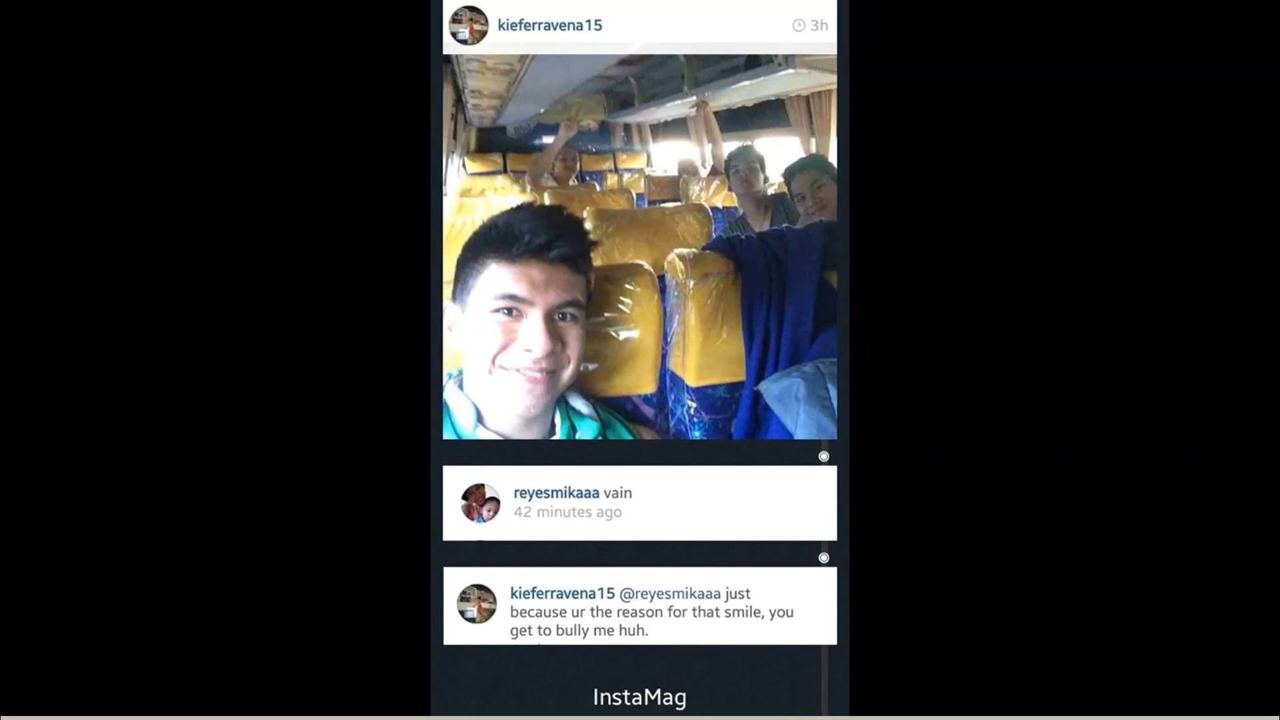 kieferravena15
3h
reyesmikaaa vain
42 minutes ago
kieferravena15 @reyesmikaaa just
because ur the reason for that smile, you
get to bully me huh.
InstaMag